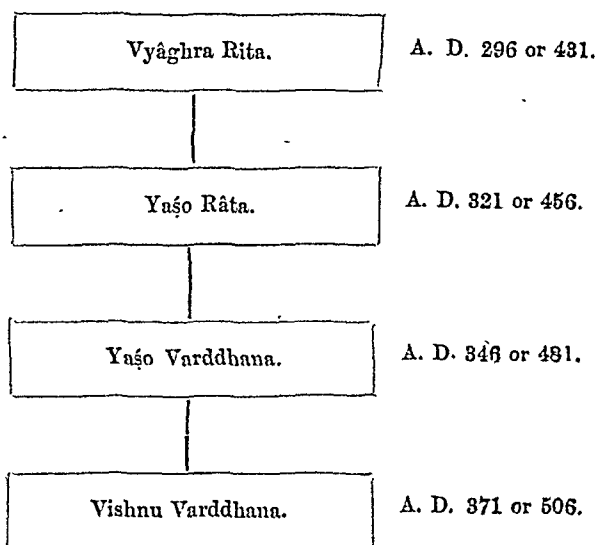 Vyâghra Rita. A. D. 296 or 431.
Yaśo Râta. A. D. 321 or 456.
Yaśo Varddhana. A. D. 346 or 481.
Vishnu Varddhana. A. D. 371 or 506.